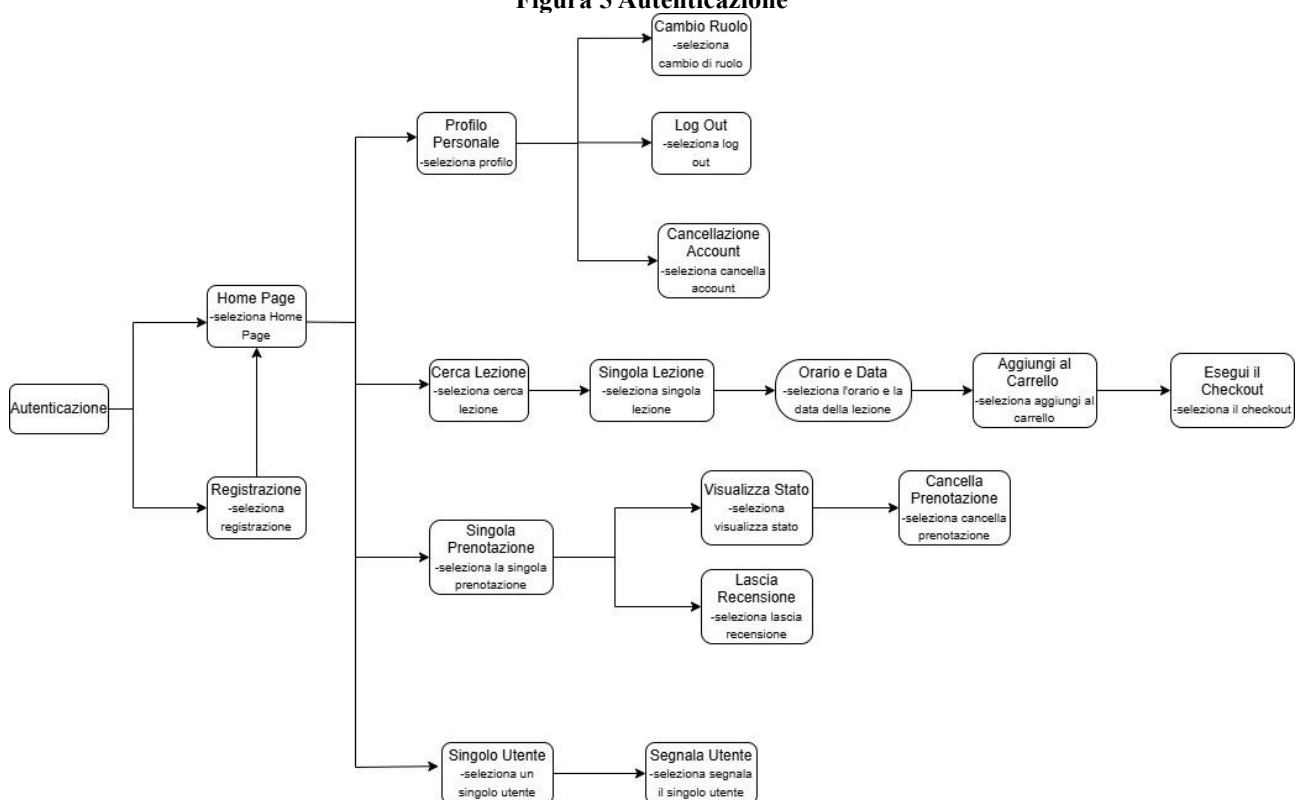 Figura 3 Autenticazione
Cambio Ruolo
-seleziona
cambio di ruolo
Profilo
Personale
-seleziona profilo
Log Out
-seleziona log
out
Cancellazione
Account
-seleziona cancella
account
Home Page
-seleziona Home
Page
Autenticazione
Registrazione
-seleziona
registrazione
Cerca Lezione
-seleziona cerca
lezione
Singola Lezione
-seleziona singola
lezione
Orario e Data
-seleziona l'orario e la
data della lezione
Aggiungi al
Carrello
-seleziona aggiungi al
carrello
Esegui il
Checkout
-seleziona il checkout
Singola
Prenotazione
-seleziona la singola
prenotazione
Visualizza Stato
-seleziona
visualizza stato
Cancella
Prenotazione
-seleziona cancella
prenotazione
Lascia
Recensione
-seleziona lascia
recensione
Singolo Utente
-seleziona un
singolo utente
Segnala Utente
-seleziona segnala
il singolo utente